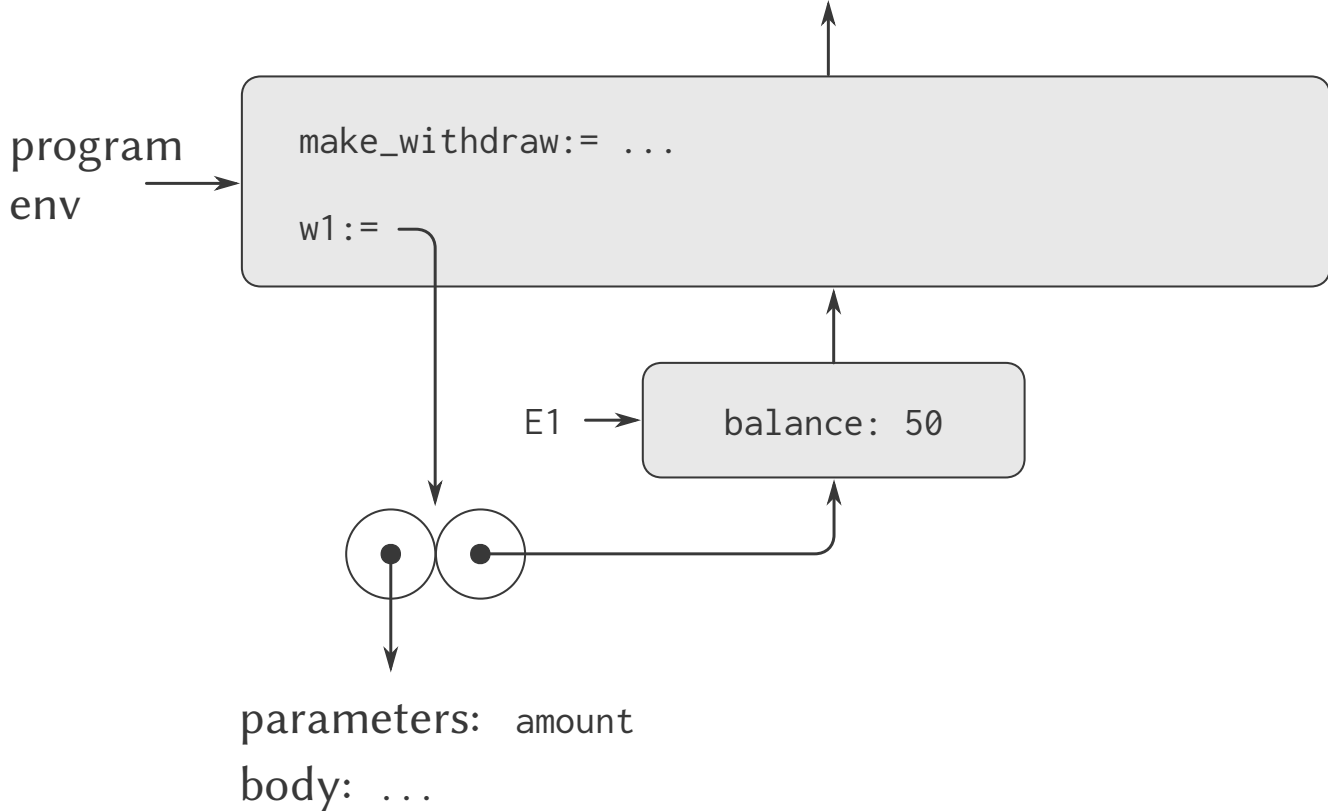 program
env
make_withdraw:= ...
w1:=
E1
balance: 50
parameters: amount
body: ...